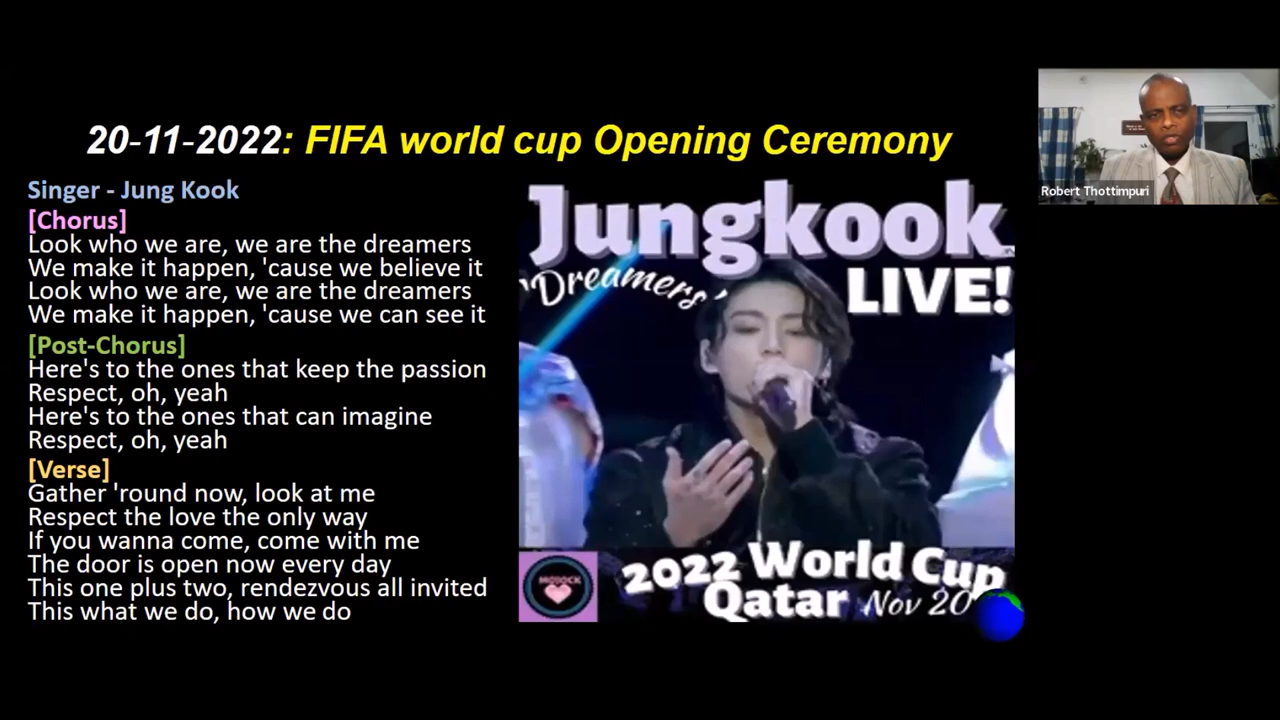 20-11-2022: FIFA world cup Opening Ceremony
Singer - Jung Kook
[Chorus]
Look who we are, we are the dreamers
We make it happen, 'cause we believe it
Look who we are, we are the dreamers
We make it happen, 'cause we can see it
[Post-Chorus]
Here's to the ones that keep the passion
Respect, oh, yeah
Here's to the ones that can imagine
Respect, oh, yeah
[Verse]
Gather 'round now, look at me
Respect the love the only way
If you wanna come, come with me
The door is open now every day
This one plus two, rendezvous all invited
This what we do, how we do
Jungkook
'Dreamers'
LIVE!
2022 World Cup
Qatar Nov 20
Robert Thottimpuri